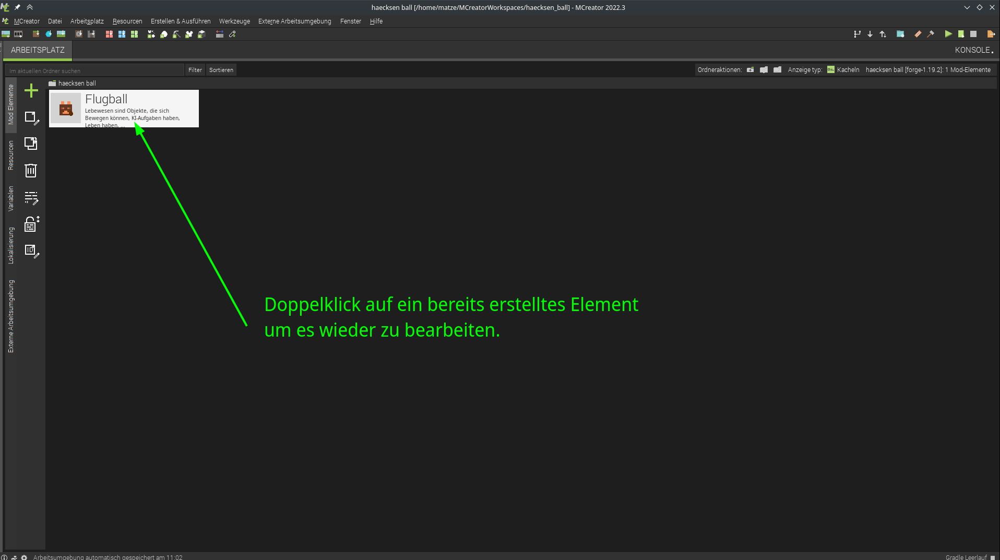 haecksen ball [/home/matze/MCreatorWorkspaces/haecksen_ball] - MCreator 2022.3
MCreator Datei Arbeitsplatz Resourcen Erstellen & Ausführen Werkzeuge Externe Arbeitsumgebung Fenster Hilfe
ARBEITSPLATZ
KONSOLE
Im aktuellen Ordner suchen
Filter
Sortieren
Ordneraktionen:
Anzeige typ:
Kacheln
haecksen ball [forge-1.19.2]: 1 Mod-Elemente
Mod Elemente
Resourcen
Variablen
Lokalisierung
Externe Arbeitsumgebung
haecksen ball
Flugball
Lebewesen sind Objekte, die sich
Bewegen können, KI-Aufgaben haben,
Leben haben, ...
ID
Doppelklick auf ein bereits erstelltes Element
um es wieder zu bearbeiten.
Arbeitsumgebung automatisch gespeichert am 11:02
Gradle Leerlauf